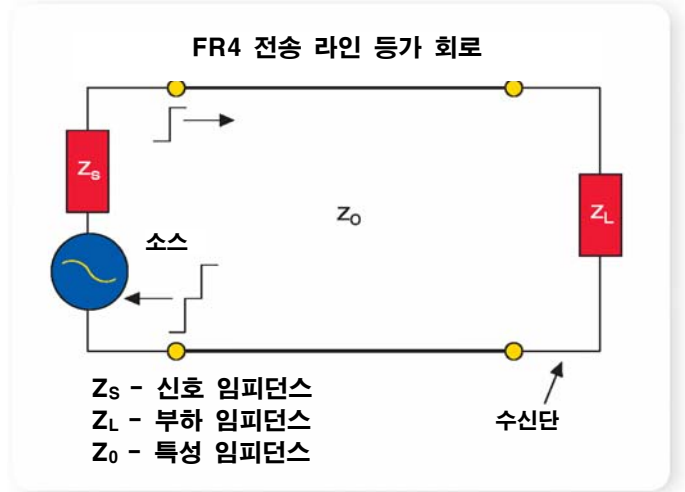 FR4 전송 라인 등가 회로
Zs
소스
Zo
ZL
Zs - 신호 임피던스
ZL - 부하 임피던스
Z0 - 특성 임피던스
수신단